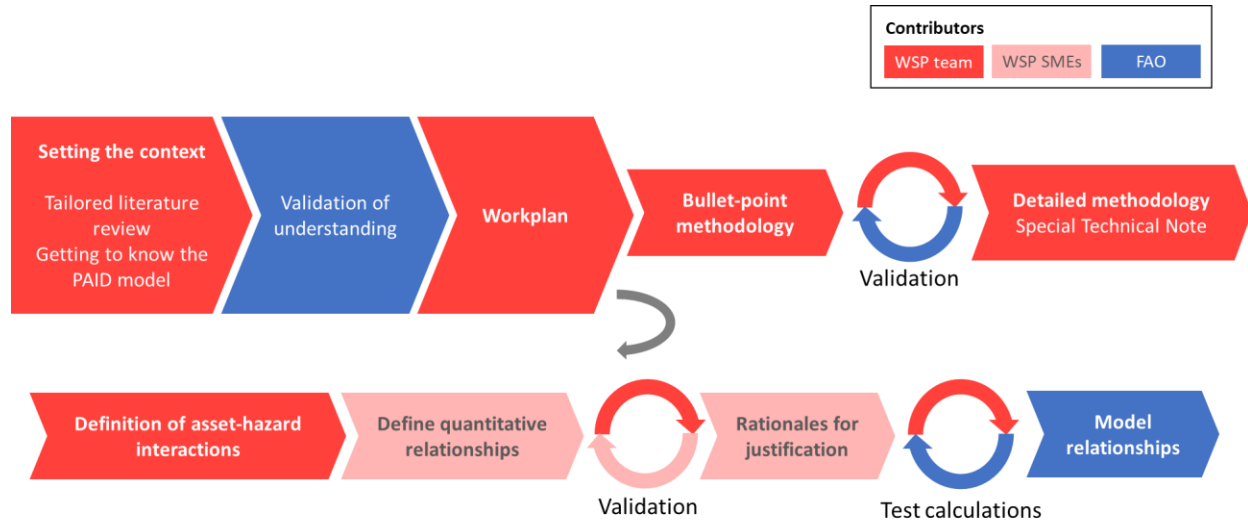 Contributors
WSP team
WSP SMEs
FAO
Setting the context
Tailored literature
review
Getting to know the
PAID model
Validation of
understanding
Workplan
Bullet-point
methodology
Validation
Detailed methodology
Special Technical Note
Definition of asset-hazard
interactions
Define quantitative
relationships
Validation
Rationales for
justification
Test calculations
Model
relationships